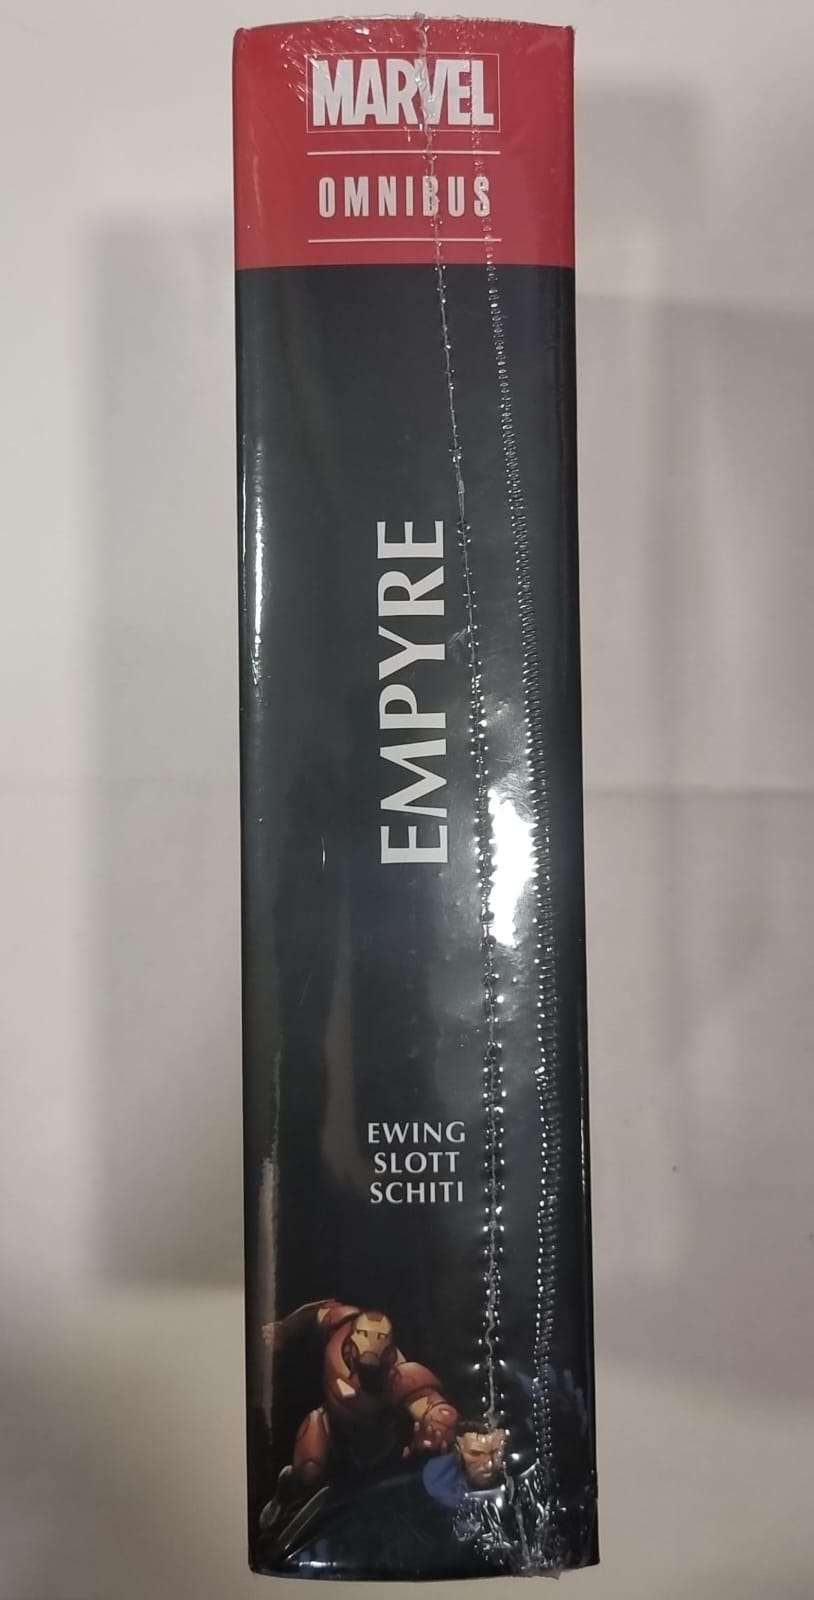 MARVEL
OMNIBUS
EMPYRE
EWING
SLOTT
SCHITI